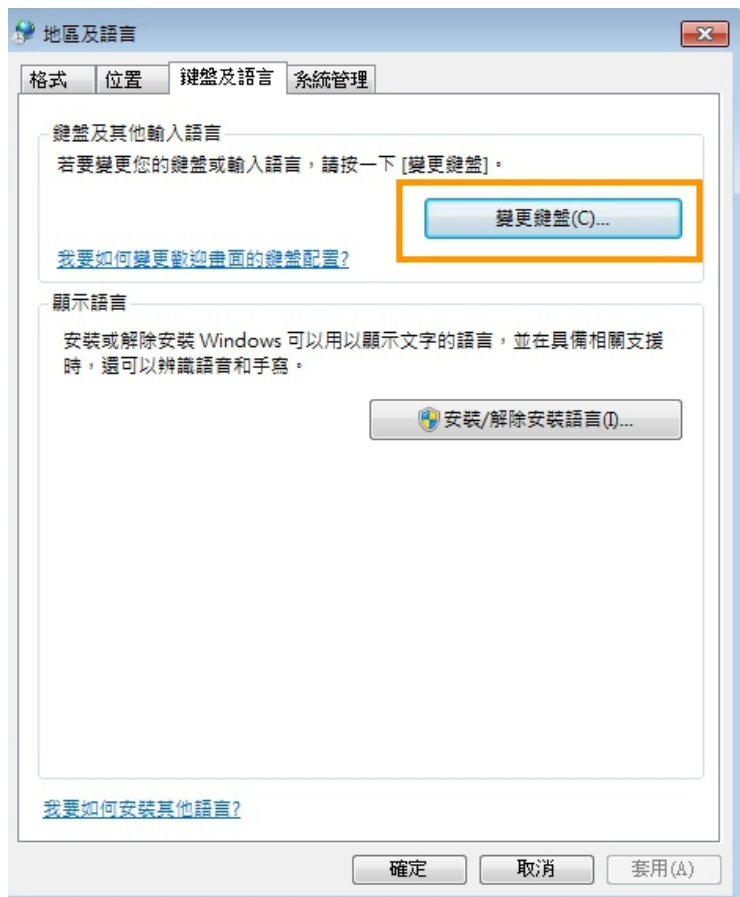 地區及語言
格式 位置 鍵盤及語言 系統管理
鍵盤及其他輸入語言
若要變更您的鍵盤或輸入語言，請按一下 [變更鍵盤]。
變更鍵盤(C)...
我要如何變更歡迎畫面的鍵盤配置?
顯示語言
安裝或解除安裝 Windows 可以用以顯示文字的語言，並在具備相關支援
時，還可以辨識語音和手寫。
安裝/解除安裝語言(I)...
我要如何安裝其他語言?
確定 取消 套用(A)